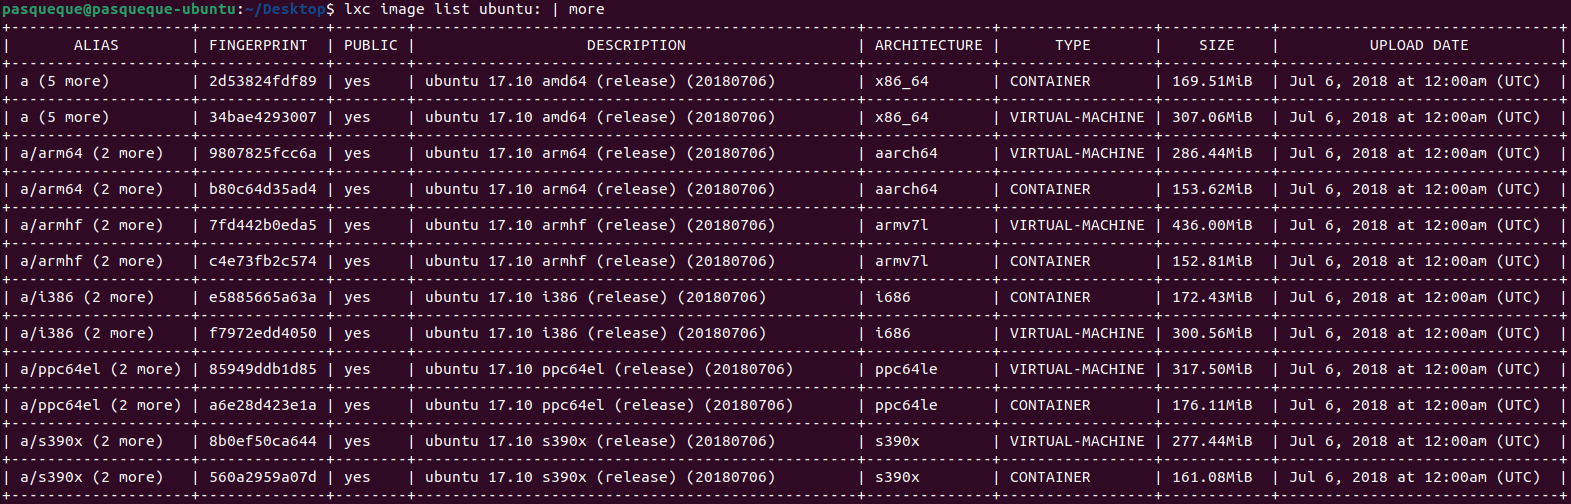 pasqueque@pasqueque-ubuntu:~/Desktop$ lxc image list ubuntu: | more
| ALIAS | FINGERPRINT | PUBLIC | DESCRIPTION | ARCHITECTURE | TYPE | SIZE | UPLOAD DATE |
| a (5 more) | 2d53824fdf89 | yes | ubuntu 17.10 amd64 (release) (20180706) | x86_64 | CONTAINER | 169.51MiB | Jul 6, 2018 at 12:00am (UTC) |
| a (5 more) | 34bae4293007 | yes | ubuntu 17.10 amd64 (release) (20180706) | x86_64 | VIRTUAL-MACHINE | 307.06MiB | Jul 6, 2018 at 12:00am (UTC) |
| a/arm64 (2 more) | 9807825fcc6a | yes | ubuntu 17.10 arm64 (release) (20180706) | aarch64 | VIRTUAL-MACHINE | 286.44MiB | Jul 6, 2018 at 12:00am (UTC) |
| a/arm64 (2 more) | b80c64d35ad4 | yes | ubuntu 17.10 arm64 (release) (20180706) | aarch64 | CONTAINER | 153.62MiB | Jul 6, 2018 at 12:00am (UTC) |
| a/armhf (2 more) | 7fd442b0eda5 | yes | ubuntu 17.10 armhf (release) (20180706) | armv7l | VIRTUAL-MACHINE | 436.00MiB | Jul 6, 2018 at 12:00am (UTC) |
| a/armhf (2 more) | c4e73fb2c574 | yes | ubuntu 17.10 armhf (release) (20180706) | armv7l | CONTAINER | 152.81MiB | Jul 6, 2018 at 12:00am (UTC) |
| a/i386 (2 more) | e5885665a63a | yes | ubuntu 17.10 i386 (release) (20180706) | i686 | CONTAINER | 172.43MiB | Jul 6, 2018 at 12:00am (UTC) |
| a/i386 (2 more) | f7972edd4050 | yes | ubuntu 17.10 i386 (release) (20180706) | i686 | VIRTUAL-MACHINE | 300.56MiB | Jul 6, 2018 at 12:00am (UTC) |
| a/ppc64el (2 more) | 85949ddb1d85 | yes | ubuntu 17.10 ppc64el (release) (20180706) | ppc64le | VIRTUAL-MACHINE | 317.50MiB | Jul 6, 2018 at 12:00am (UTC) |
| a/ppc64el (2 more) | a6e28d423e1a | yes | ubuntu 17.10 ppc64el (release) (20180706) | ppc64le | CONTAINER | 176.11MiB | Jul 6, 2018 at 12:00am (UTC) |
| a/s390x (2 more) | 8b0ef50ca644 | yes | ubuntu 17.10 s390x (release) (20180706) | s390x | VIRTUAL-MACHINE | 277.44MiB | Jul 6, 2018 at 12:00am (UTC) |
| a/s390x (2 more) | 560a2959a07d | yes | ubuntu 17.10 s390x (release) (20180706) | s390x | CONTAINER | 161.08MiB | Jul 6, 2018 at 12:00am (UTC) |